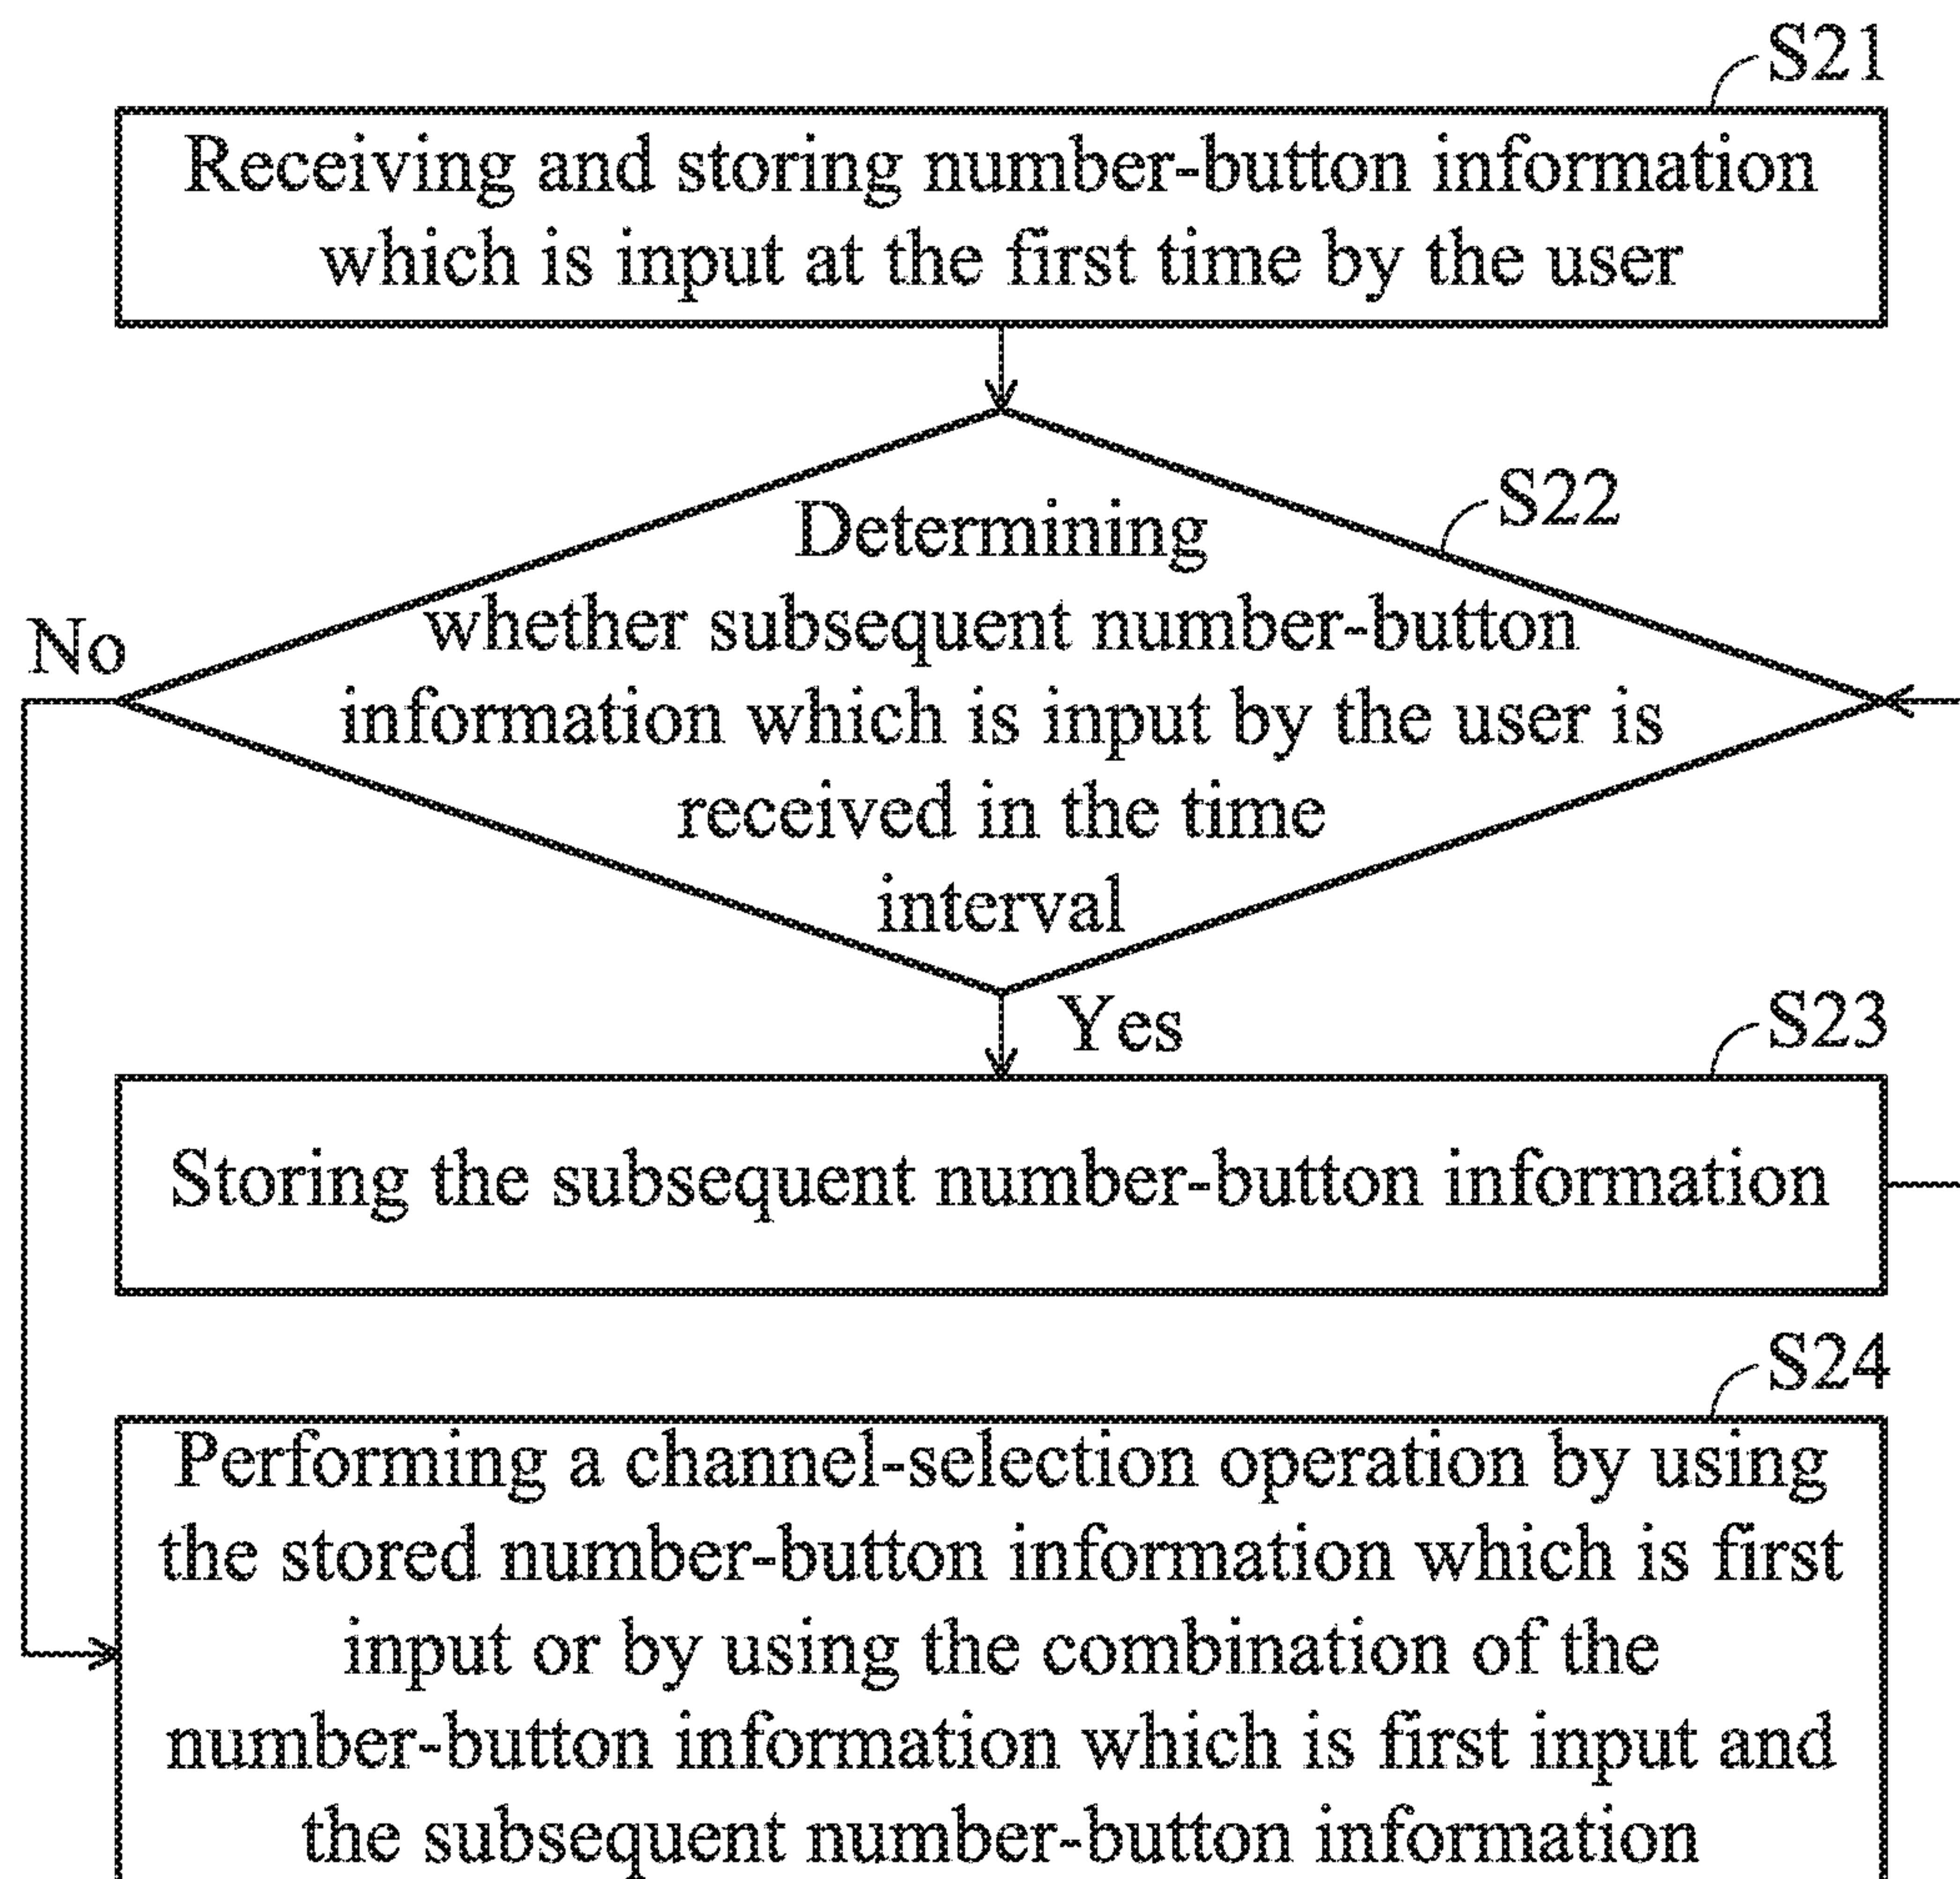 S21
Receiving and storing number-button information
which is input at the first time by the user
S22
Determining
whether subsequent number-button
information which is input by the user is
received in the time
interval
No
Yes
S23
Storing the subsequent number-button information
S24
Performing a channel-selection operation by using
the stored number-button information which is first
input or by using the combination of the
number-button information which is first input and
the subsequent number-button information